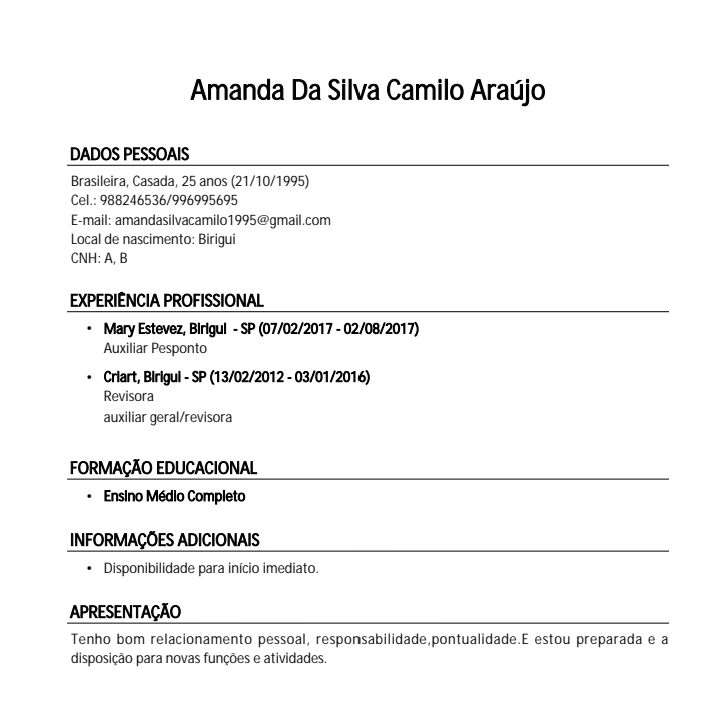 Amanda Da Silva Camilo Araújo
DADOS PESSOAIS
Brasileira, Casada, 25 anos (21/10/1995)
Cel.: 988246536/996995695
E-mail: amandasilvacamilo1995@gmail.com
Local de nascimento: Birigui
CNH: A, B
EXPERIÊNCIA PROFISSIONAL
• Mary Estevez, Birigui - SP (07/02/2017 - 02/08/2017)
Auxiliar Pesponto
• Criart, Birigui - SP (13/02/2012 - 03/01/2016)
Revisora
auxiliar geral/revisora
FORMAÇÃO EDUCACIONAL
• Ensino Médio Completo
INFORMAÇÕES ADICIONAIS
• Disponibilidade para início imediato.
APRESENTAÇÃO
Tenho bom relacionamento pessoal, responsabilidade,pontualidade.E estou preparada e a
disposição para novas funções e atividades.